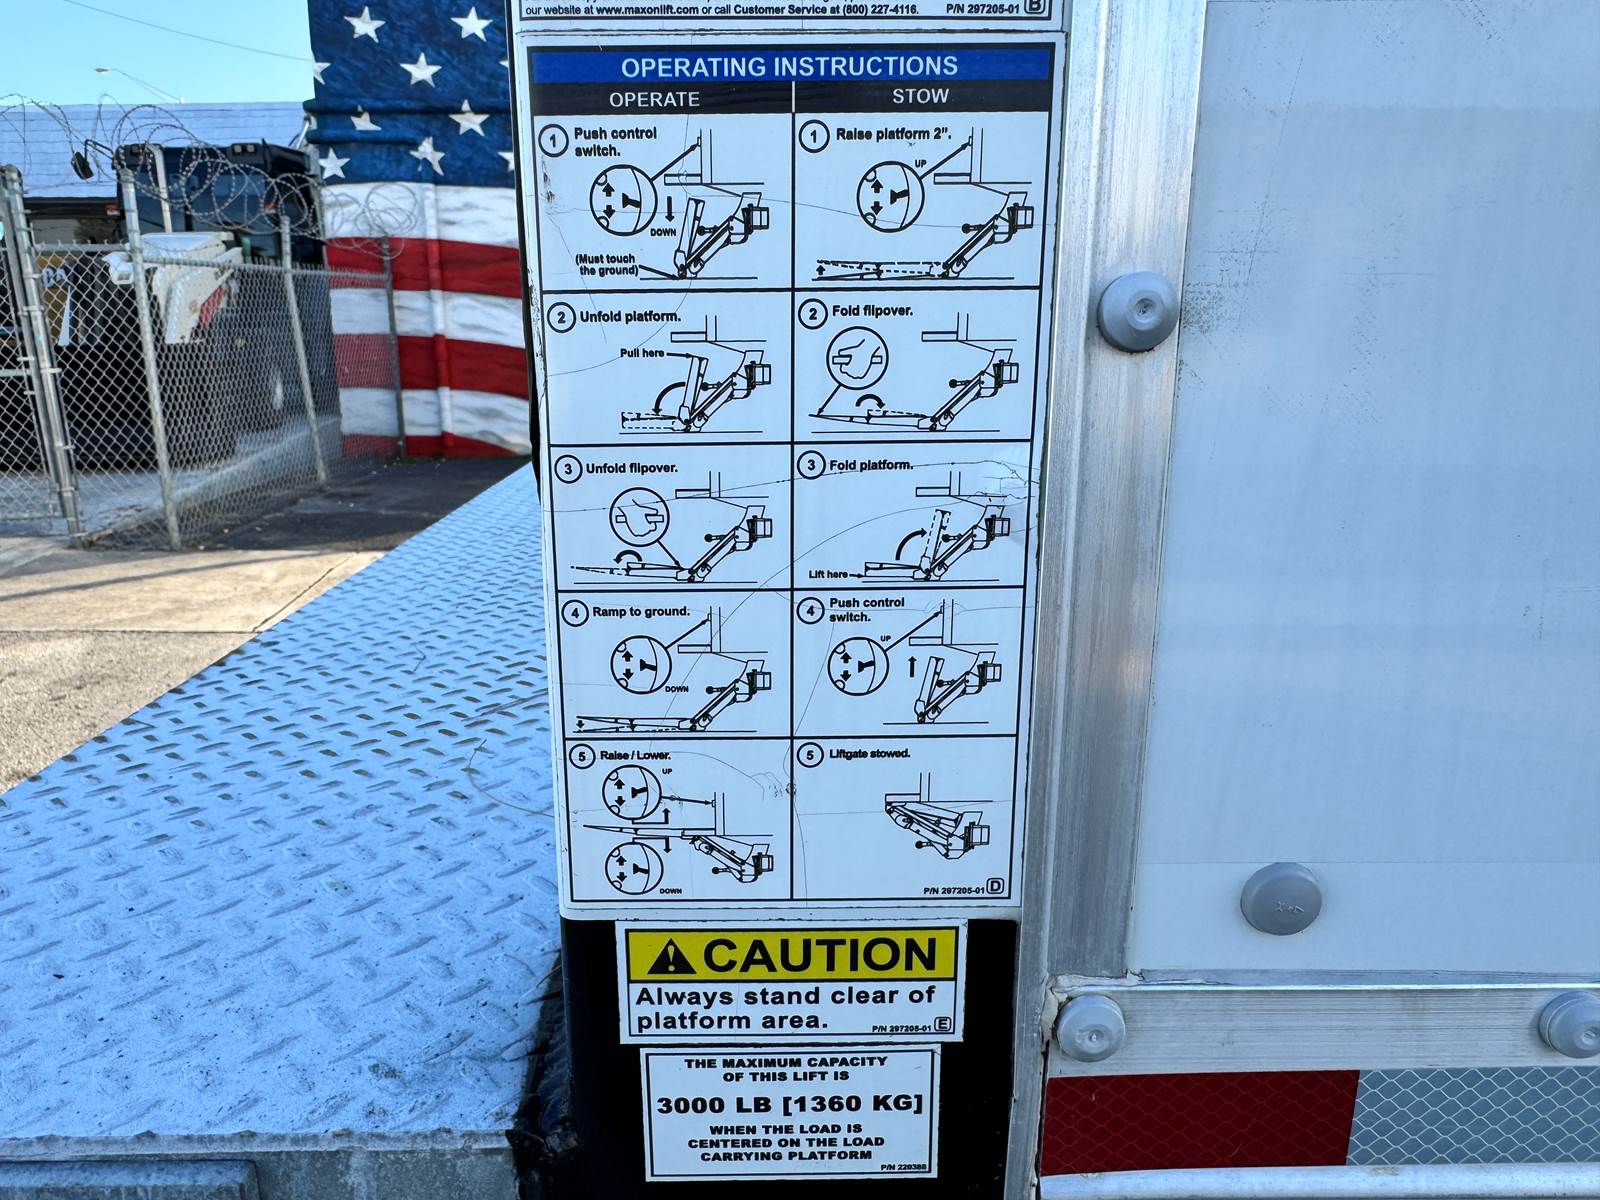 our website at www.maxonlift.com or call Customer Service at (800) 227-4116. P/N 297205-01 B
OPERATING INSTRUCTIONS
OPERATE
1 Push control
switch.
DOWN
(Must touch
the ground)
2 Unfold platform.
Pull here
3 Unfold flipover.
4 Ramp to ground.
DOWN
5 Raise / Lower.
UP
DOWN
STOW
1 Raise platform 2".
UP
2 Fold flipover.
3 Fold platform.
Lift here
4 Push control
switch.
UP
5 Liftgate stowed.
P/N 297205-01 D
CAUTION
Always stand clear of
platform area.
P/N 297205-01 E
THE MAXIMUM CAPACITY
OF THIS LIFT IS
3000 LB [1360 KG]
WHEN THE LOAD IS
CENTERED ON THE LOAD
CARRYING PLATFORM
P/N 220388